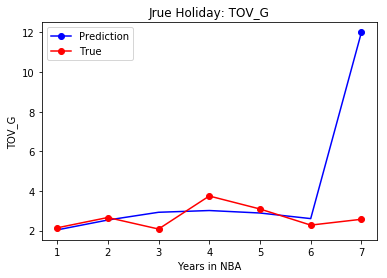 Jrue Holiday: TOV_G
Prediction
True
12
10
8
6
4
2
TOV_G
1 2 3 4 5 6 7
Years in NBA